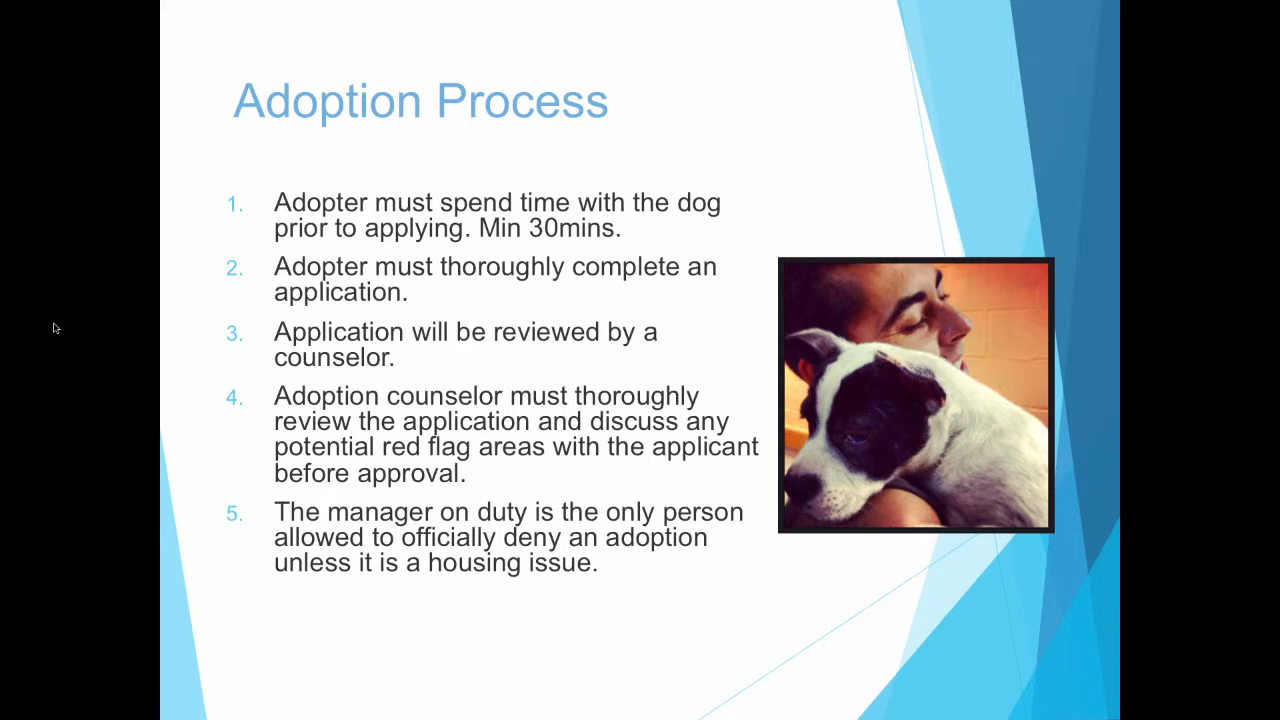 Adoption Process
1. Adopter must spend time with the dog
prior to applying. Min 30mins.
2. Adopter must thoroughly complete an
application.
3. Application will be reviewed by a
counselor.
4. Adoption counselor must thoroughly
review the application and discuss any
potential red flag areas with the applicant
before approval.
5. The manager on duty is the only person
allowed to officially deny an adoption
unless it is a housing issue.